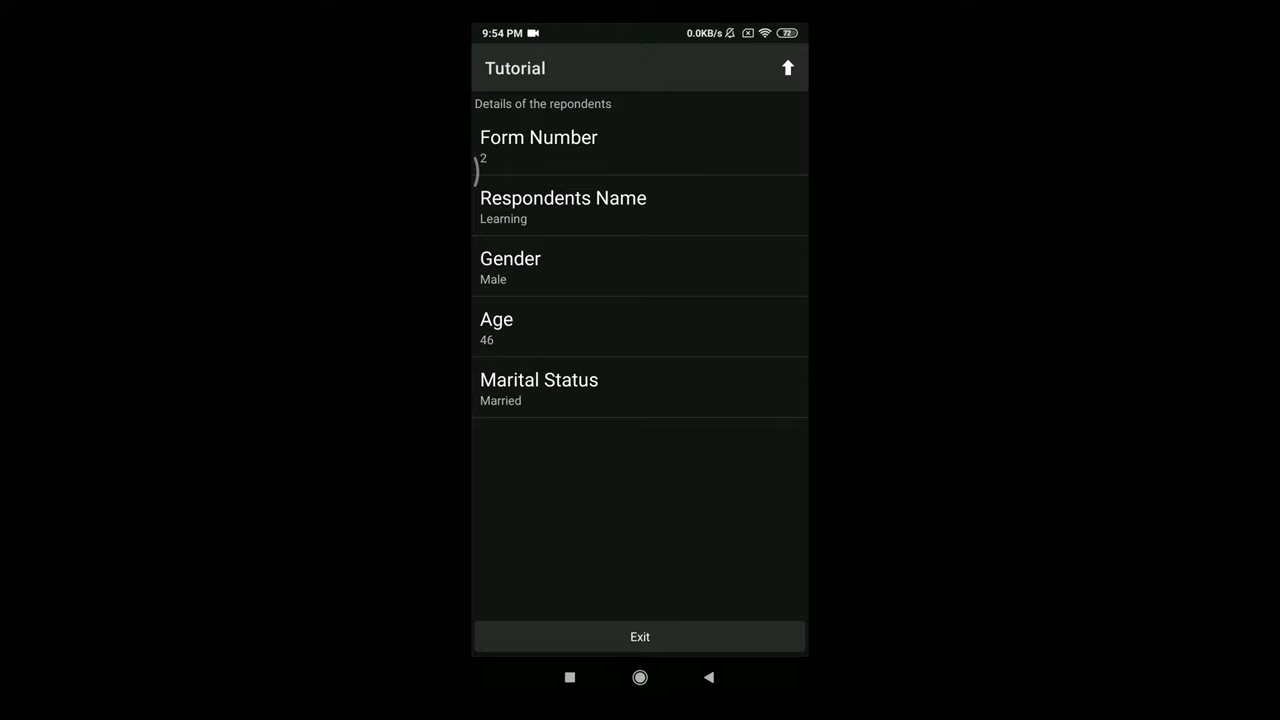 9:54 PM 0.0KB/s 72
Tutorial
Details of the repondents
Form Number
2
Respondents Name
Learning
Gender
Male
Age
46
Marital Status
Married
Exit